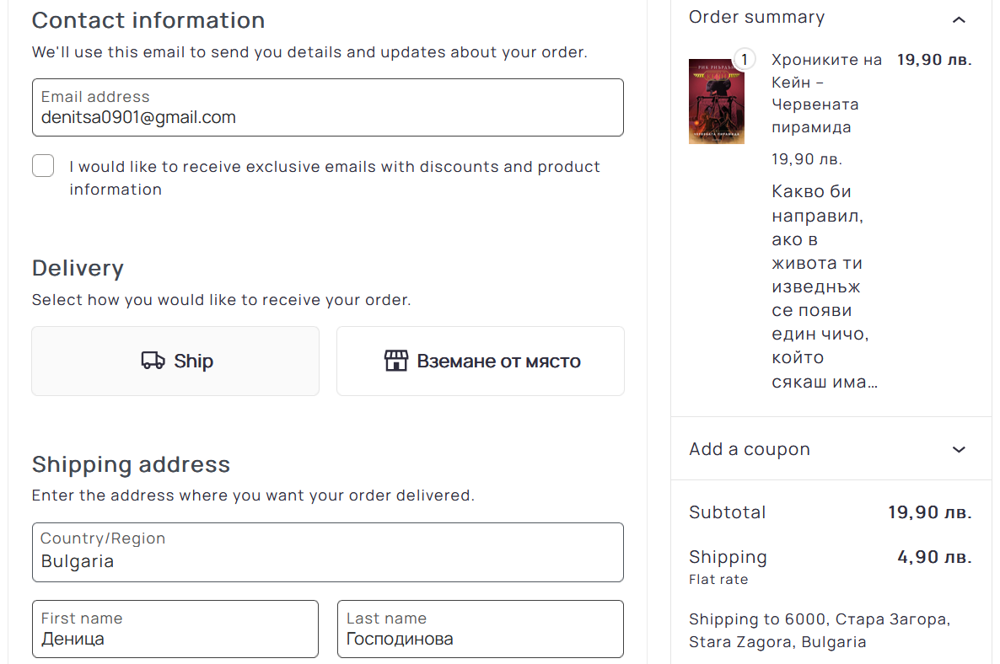 Contact information
We'll use this email to send you details and updates about your order.
Email address
denitsa0901@gmail.com
I would like to receive exclusive emails with discounts and product
information
Delivery
Select how you would like to receive your order.
Ship
Вземане от място
Shipping address
Enter the address where you want your order delivered.
Country/Region
Bulgaria
First name
Деница
Last name
Господинова
Order summary
1
Хрониките на
Кейн –
Червената
пирамида
19,90 лв.
19,90 лв.
Какво би
направил,
ако в
живота ти
изведнъж
се появи
един чичо,
който
сякаш има…
Add a coupon
Subtotal
19,90 лв.
Shipping
4,90 лв.
Flat rate
Shipping to 6000, Стара Загора,
Stara Zagora, Bulgaria